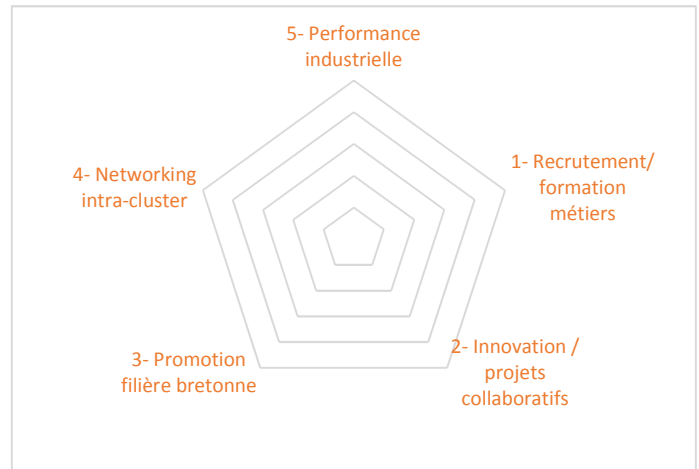 5- Performance
industrielle
4- Networking
intra-cluster
1- Recrutement/
formation
métiers
3- Promotion
filière bretonne
2- Innovation /
projets
collaboratifs